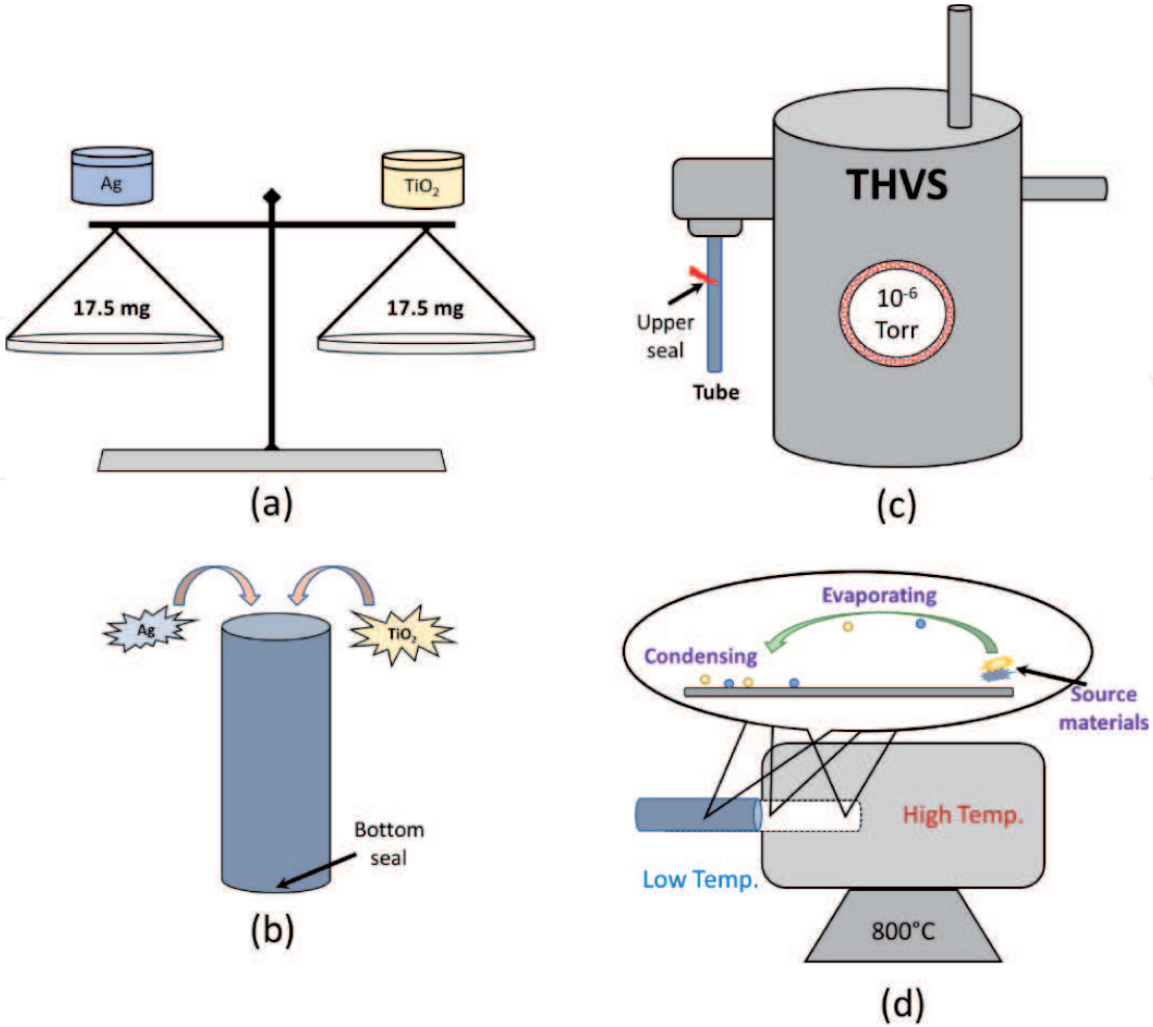 Ag
TiO₂
17.5 mg
17.5 mg
(a)
THVS
10⁻⁶
Torr
Upper
seal
Tube
(c)
Ag
TiO₂
Bottom
seal
(b)
Evaporating
Condensing
Source
materials
High Temp.
Low Temp.
800°C
(d)